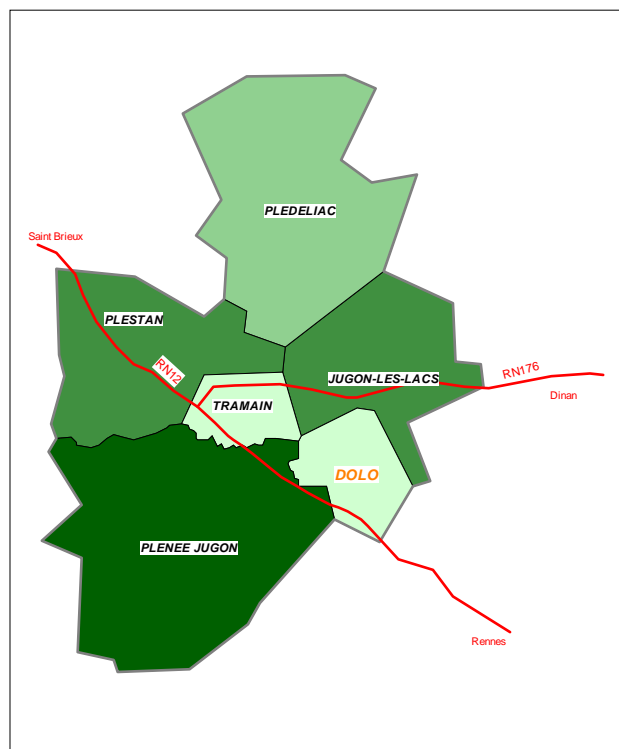 PLEDELIAC
Saint Brieux
PLESTAN
RN12
JUGON-LES-LACS
RN176
Dinan
TRAMAIN
DOLO
PLENEE JUGON
Rennes